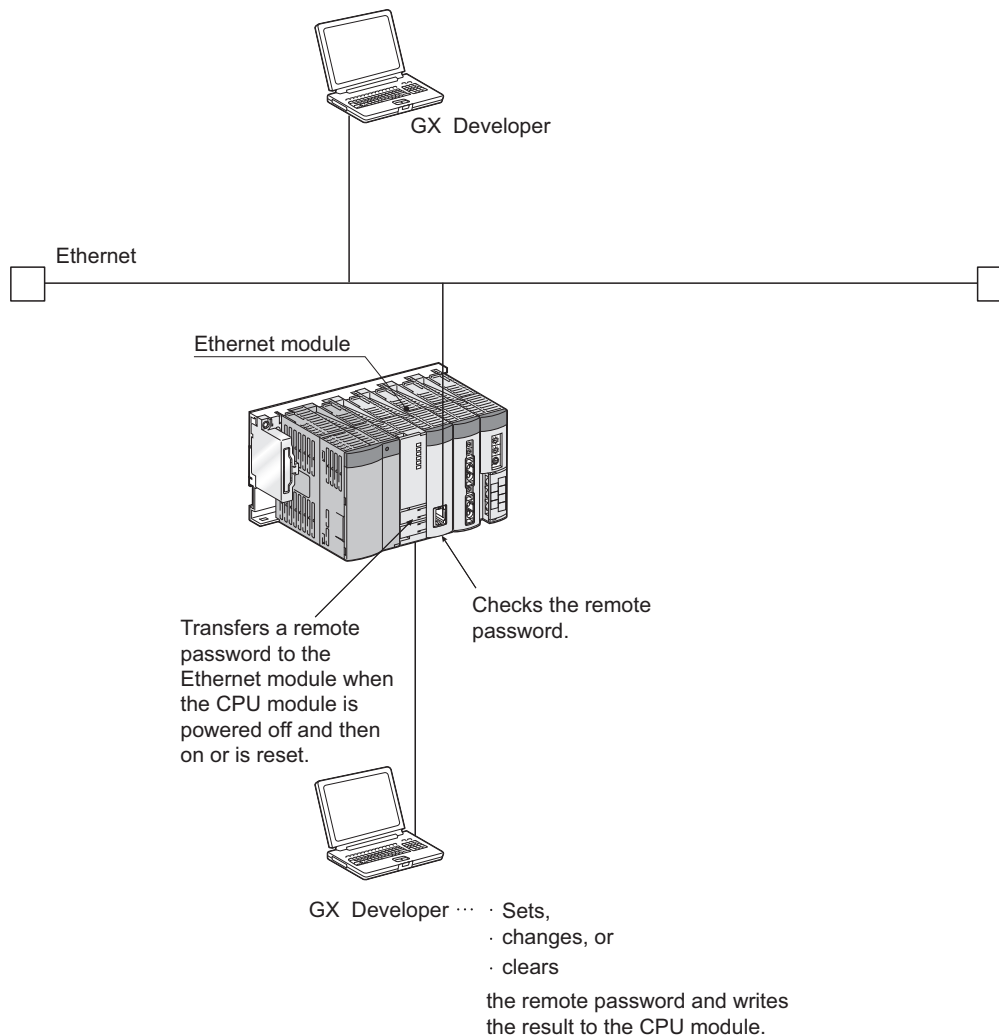 GX Developer
Ethernet
Ethernet module
Checks the remote
password.
Transfers a remote
password to the
Ethernet module when
the CPU module is
powered off and then
on or is reset.
GX Developer ··· · Sets,
· changes, or
· clears
the remote password and writes
the result to the CPU module.